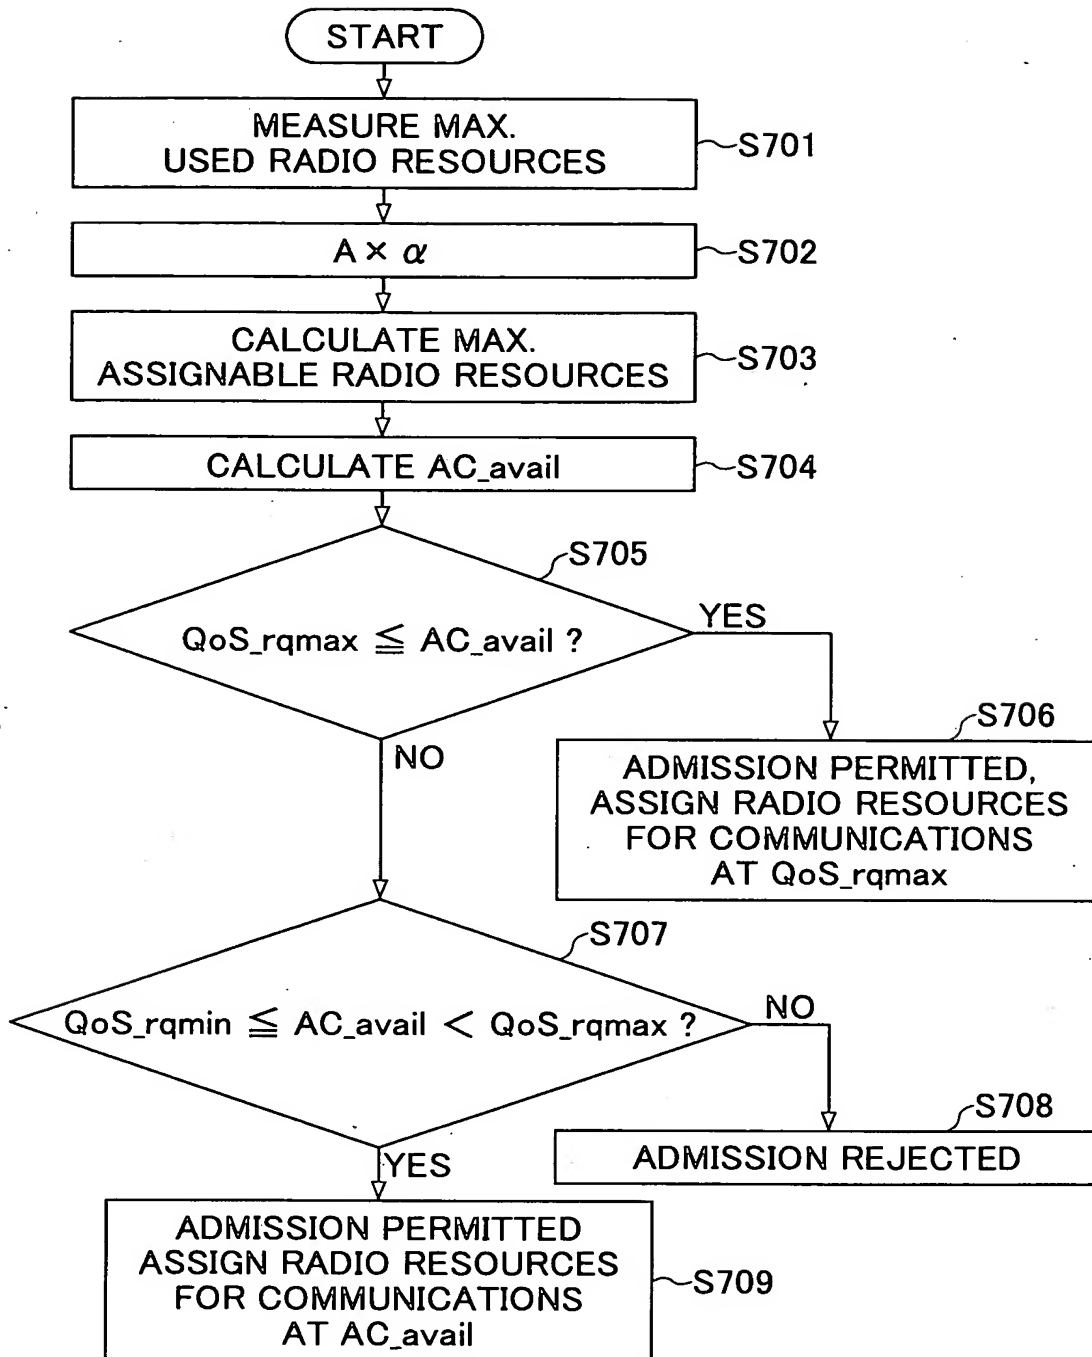 START
MEASURE MAX.
USED RADIO RESOURCES
S701
A × α
S702
CALCULATE MAX.
ASSIGNABLE RADIO RESOURCES
S703
CALCULATE AC_avail
S704
S705
QoS_rqmax ≦ AC_avail ?
YES
NO
S706
ADMISSION PERMITTED,
ASSIGN RADIO RESOURCES
FOR COMMUNICATIONS
AT QoS_rqmax
S707
QoS_rqmin ≦ AC_avail < QoS_rqmax ?
NO
YES
S708
ADMISSION REJECTED
ADMISSION PERMITTED
ASSIGN RADIO RESOURCES
FOR COMMUNICATIONS
AT AC_avail
S709